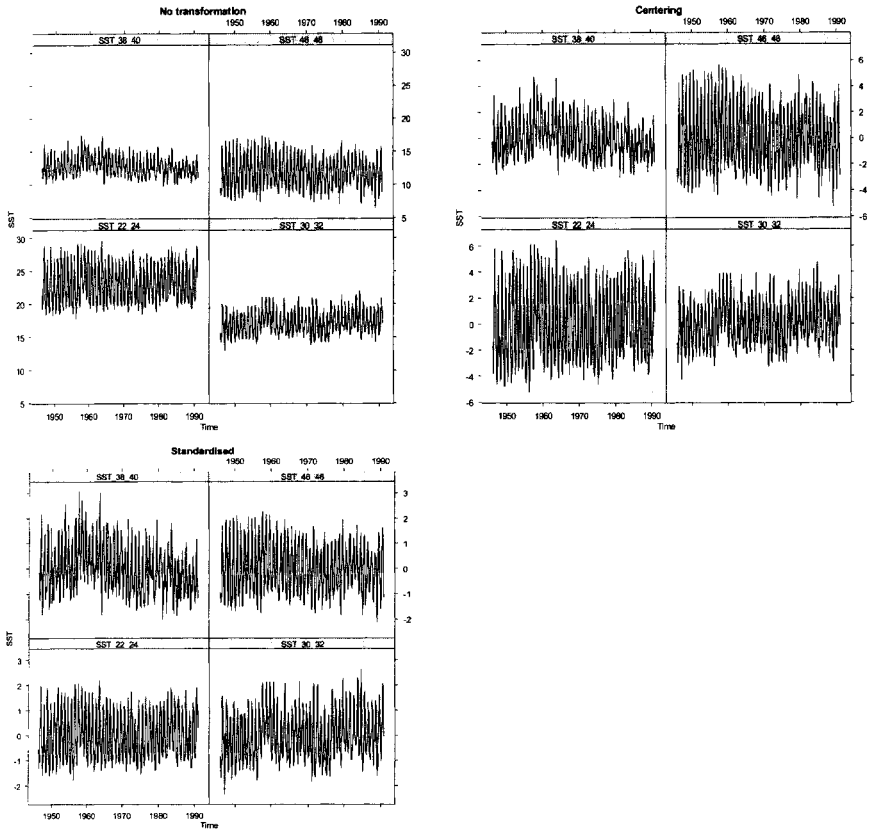 No transformation
1950 1960 1970 1980 1990
SST 38 40 SST 46 48
30
25
20
15
10
5
SST 22 24 SST 30 32
30
25
20
15
10
5
SST
1950 1960 1970 1980 1990
Time
Centering
1950 1960 1970 1980 1990
SST 38 40 SST 46 48
6
4
2
0
-2
-4
-6
SST 22 24 SST 30 32
6
4
2
0
-2
-4
-6
SST
1950 1960 1970 1980 1990
Time
Standardised
1950 1960 1970 1980 1990
SST 38 40 SST 46 48
3
2
1
0
-1
-2
SST 22 24 SST 30 32
3
2
1
0
-1
-2
SST
1950 1960 1970 1980 1990
Time